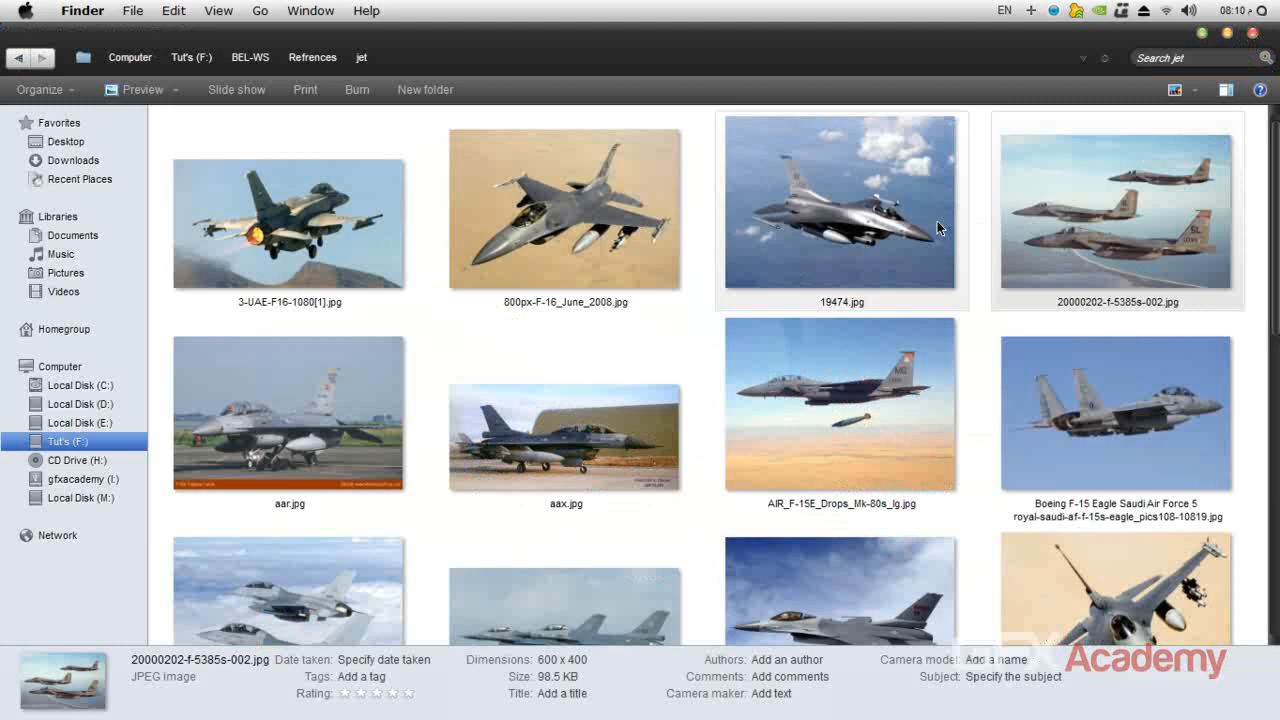 Finder File Edit View Go Window Help
EN 08:10 م
Computer Tut's (F:) BEL-WS Refrences jet
Search jet
Organize Preview Slide show Print Burn New folder
Favorites
Desktop
Downloads
Recent Places
Libraries
Documents
Music
Pictures
Videos
Homegroup
Computer
Local Disk (C:)
Local Disk (D:)
Local Disk (E:)
Tut's (F:)
CD Drive (H:)
gfxacademy (I:)
Local Disk (M:)
Network
3-UAE-F16-1080[1].jpg
800px-F-16_June_2008.jpg
19474.jpg
20000202-f-5385s-002.jpg
aar.jpg
aax.jpg
AIR_F-15E_Drops_Mk-80s_lg.jpg
Boeing F-15 Eagle Saudi Air Force 5
royal-saudi-af-f-15s-eagle_pics108-10819.jpg
20000202-f-5385s-002.jpg Date taken: Specify date taken Dimensions: 600 x 400 Authors: Add an author Camera model: Add a name
JPEG image Tags: Add a tag Size: 98.5 KB Comments: Add comments Subject: Specify the subject
Rating: Title: Add a title Camera maker: Add text
GFX Academy